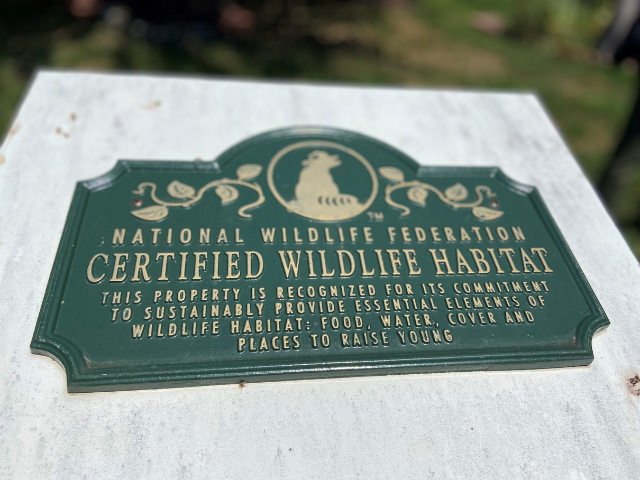 TM
NATIONAL WILDLIFE FEDERATION
CERTIFIED WILDLIFE HABITAT
THIS PROPERTY IS RECOGNIZED FOR ITS COMMITMENT
TO SUSTAINABLY PROVIDE ESSENTIAL ELEMENTS OF
WILDLIFE HABITAT: FOOD, WATER, COVER AND
PLACES TO RAISE YOUNG